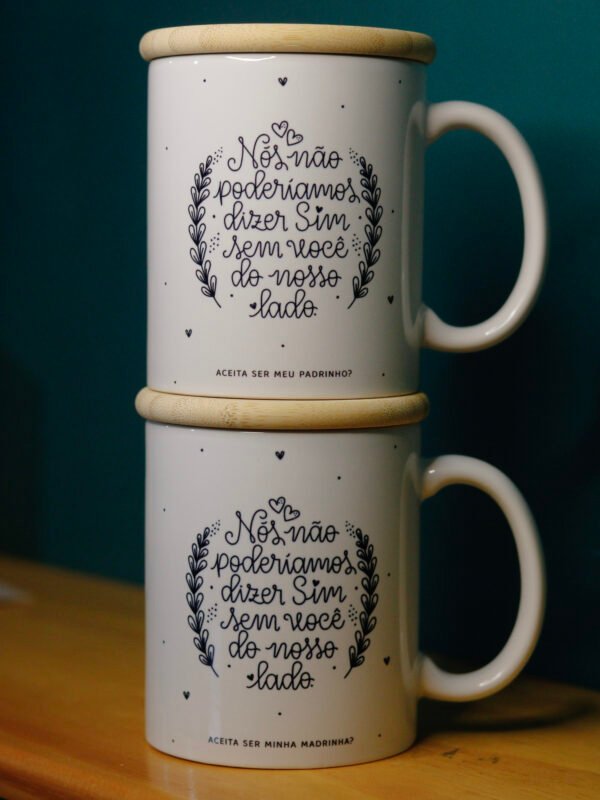 Nós não
poderíamos
dizer Sim
sem você
do nosso
lado.
ACEITA SER MEU PADRINHO?
Nós não
poderíamos
dizer Sim
sem você
do nosso
lado.
ACEITA SER MINHA MADRINHA?